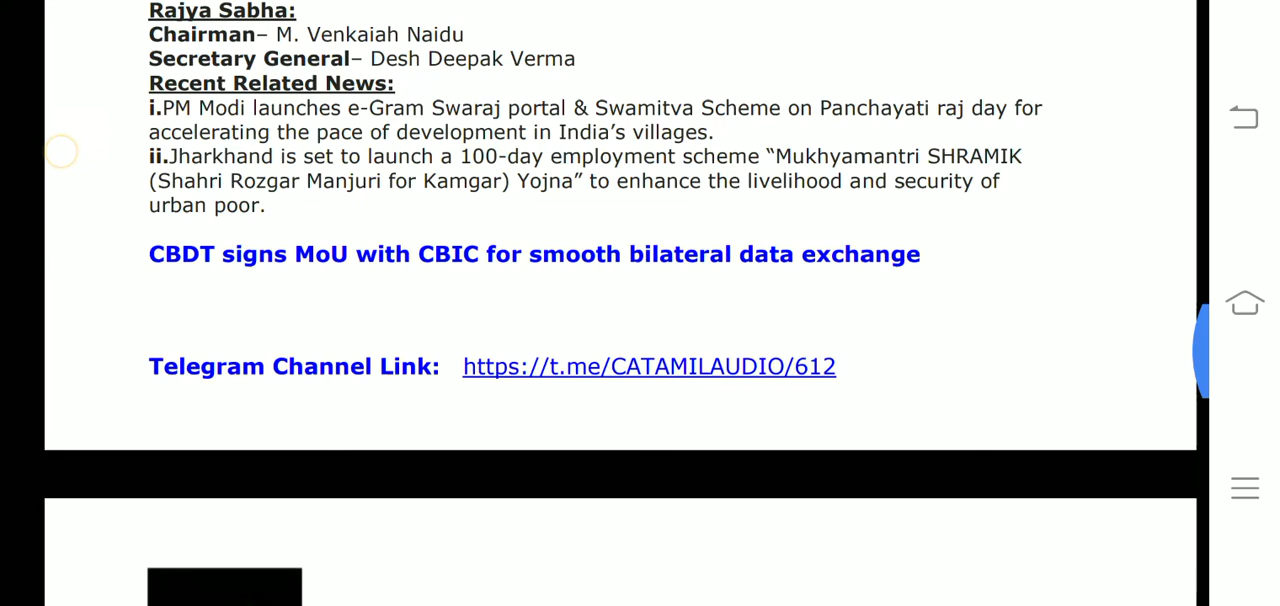 Rajya Sabha:
Chairman– M. Venkaiah Naidu
Secretary General– Desh Deepak Verma
Recent Related News:
i.PM Modi launches e-Gram Swaraj portal & Swamitva Scheme on Panchayati raj day for
accelerating the pace of development in India’s villages.
ii.Jharkhand is set to launch a 100-day employment scheme “Mukhyamantri SHRAMIK
(Shahri Rozgar Manjuri for Kamgar) Yojna” to enhance the livelihood and security of
urban poor.
CBDT signs MoU with CBIC for smooth bilateral data exchange
Telegram Channel Link: https://t.me/CATAMILAUDIO/612